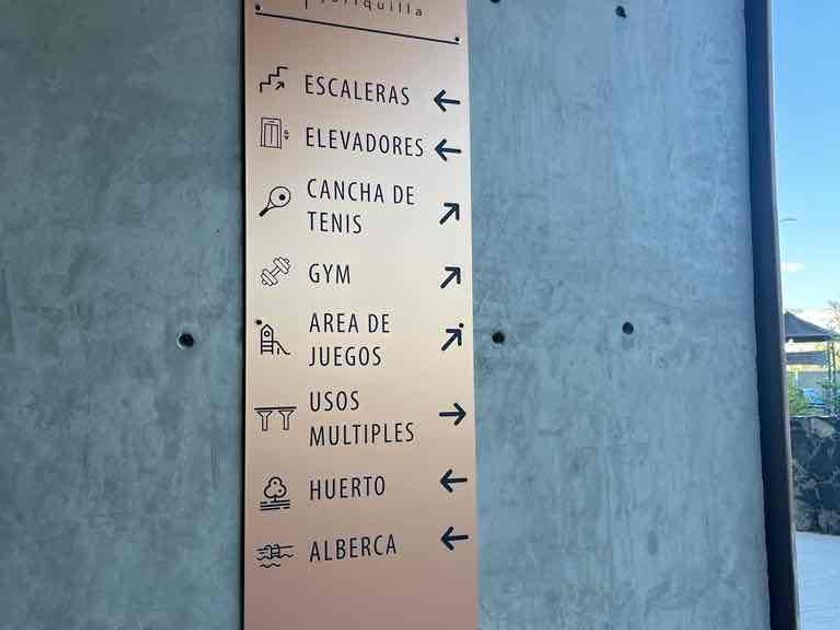 ESCALERAS
ELEVADORES
CANCHA DE
TENIS
GYM
AREA DE
JUEGOS
USOS
MULTIPLES
HUERTO
ALBERCA